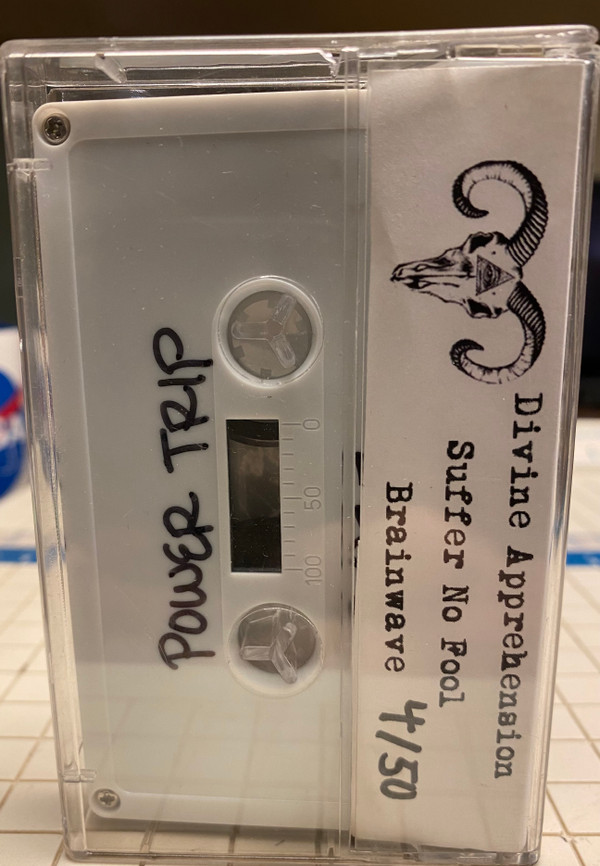 POWER TRIP
0 50 100
Divine Apprehension
Suffer No Fool
Brainwave
4/50